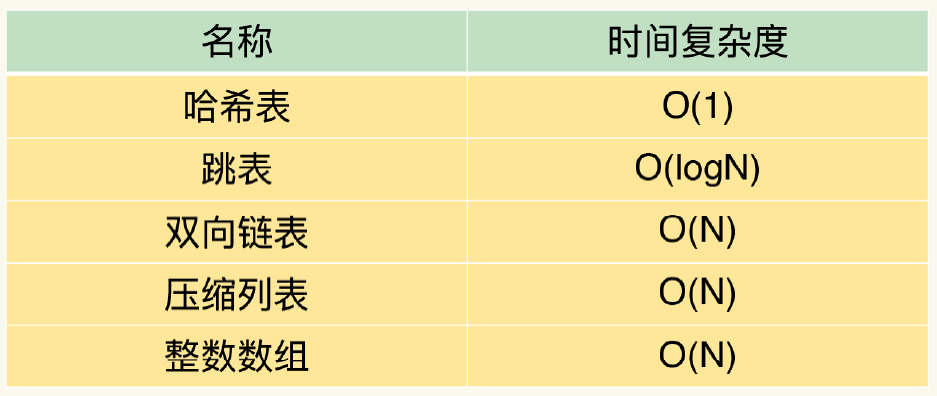 名称 时间复杂度
哈希表 O(1)
跳表 O(logN)
双向链表 O(N)
压缩列表 O(N)
整数数组 O(N)